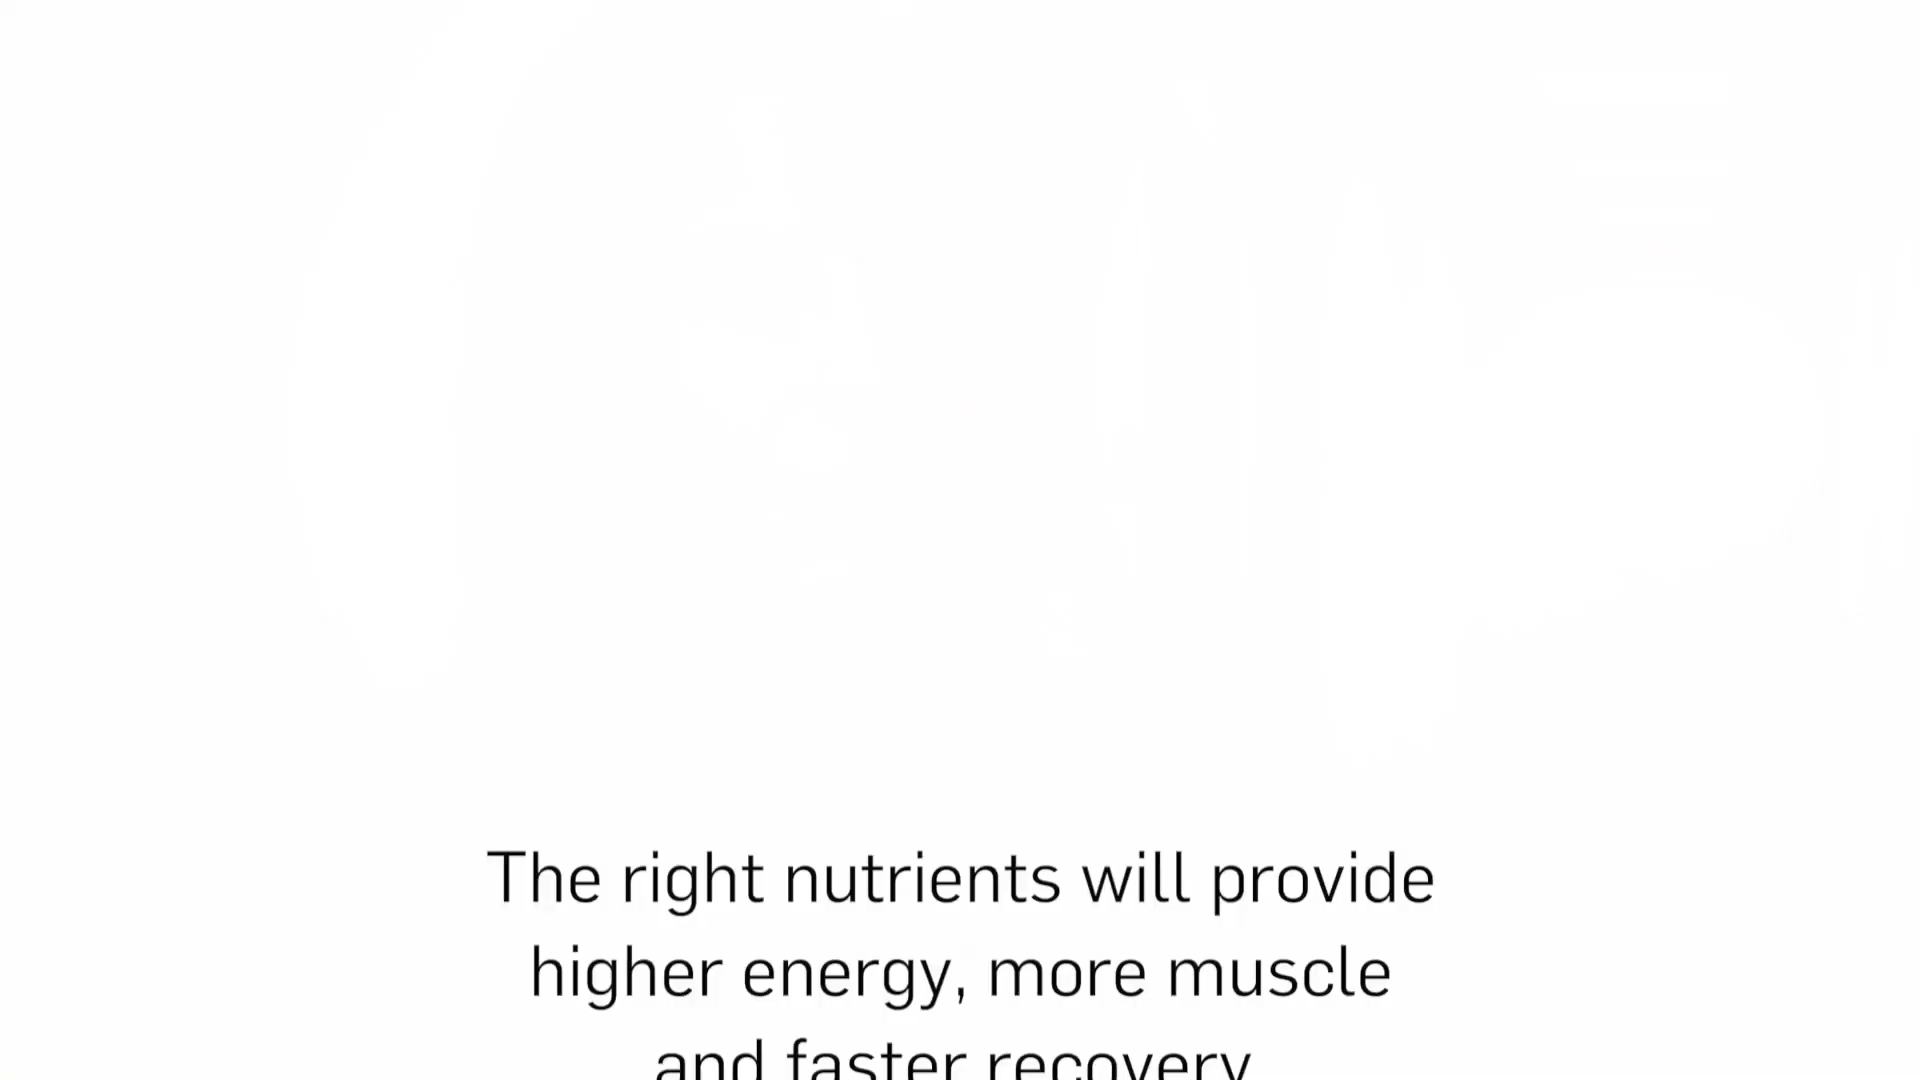 The right nutrients will provide
higher energy, more muscle
and faster recovery